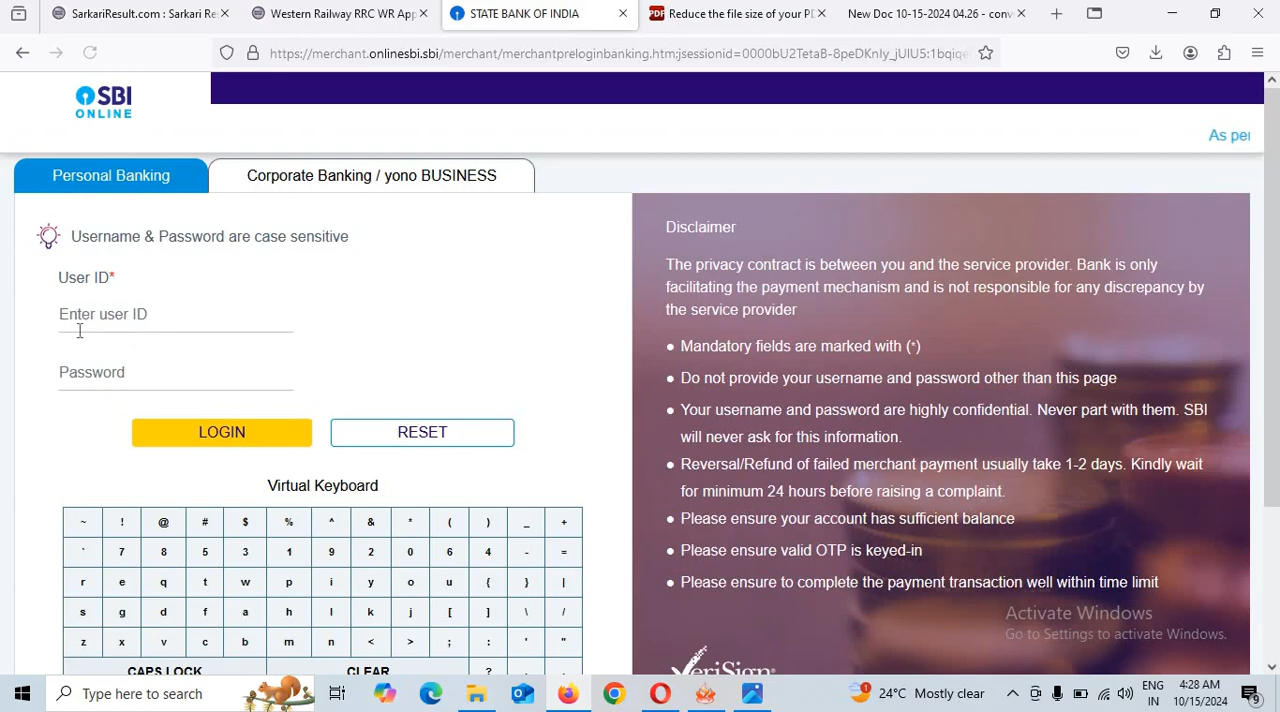 SarkariResult.com : Sarkari Re
Western Railway RRC WR App
STATE BANK OF INDIA
Reduce the file size of your PD
New Doc 10-15-2024 04.26 - conv
https://merchant.onlinesbi.sbi/merchant/merchantpreloginbanking.htm;jsessionid=
SBI
ONLINE
As per
Personal Banking
Corporate Banking / yono BUSINESS
Username & Password are case sensitive
User ID*
Enter user ID
Password
LOGIN
RESET
Virtual Keyboard
~ ! @ # $ % ^ & * ( ) _ +
` 7 8 5 3 1 9 2 0 6 4 - =
r e q t w p i y o u { } |
s g d f a h l k j [ ] \ /
z x v c b m n < > ; : ' "
CAPS LOCK CLEAR ? . ,
Disclaimer
The privacy contract is between you and the service provider. Bank is only
facilitating the payment mechanism and is not responsible for any discrepancy by
the service provider
● Mandatory fields are marked with (*)
● Do not provide your username and password other than this page
● Your username and password are highly confidential. Never part with them. SBI
will never ask for this information.
● Reversal/Refund of failed merchant payment usually take 1-2 days. Kindly wait
for minimum 24 hours before raising a complaint.
● Please ensure your account has sufficient balance
● Please ensure valid OTP is keyed-in
● Please ensure to complete the payment transaction well within time limit
VeriSign
Activate Windows
Go to Settings to activate Windows.
Type here to search
24°C Mostly clear
ENG
IN
4:28 AM
10/15/2024
9